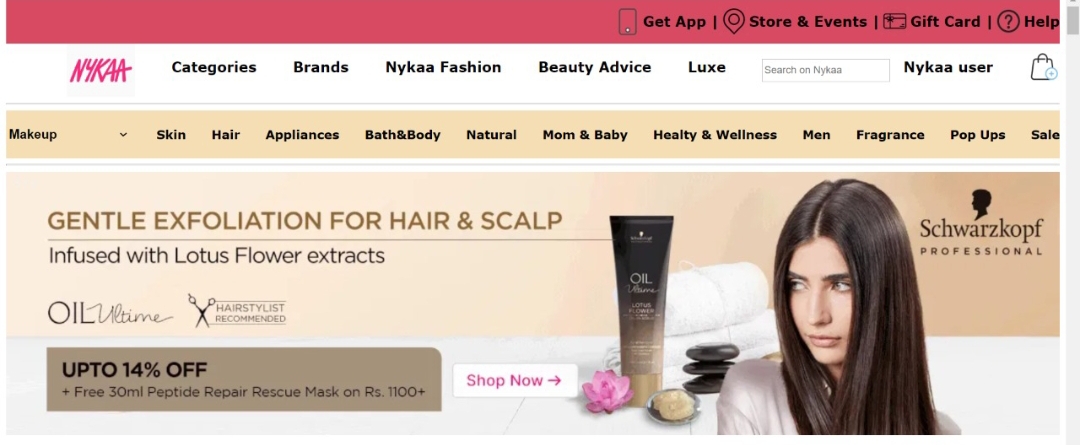 Get App | Store & Events | Gift Card | Help
NYKAA Categories Brands Nykaa Fashion Beauty Advice Luxe Search on Nykaa Nykaa user
Makeup Skin Hair Appliances Bath&Body Natural Mom & Baby Healty & Wellness Men Fragrance Pop Ups Sale
GENTLE EXFOLIATION FOR HAIR & SCALP
Infused with Lotus Flower extracts
OIL Ultime HAIRSTYLIST
RECOMMENDED
UPTO 14% OFF
+ Free 30ml Peptide Repair Rescue Mask on Rs. 1100+
Shop Now →
Schwarzkopf
OIL
Ultime
LOTUS
FLOWER
Schwarzkopf
PROFESSIONAL